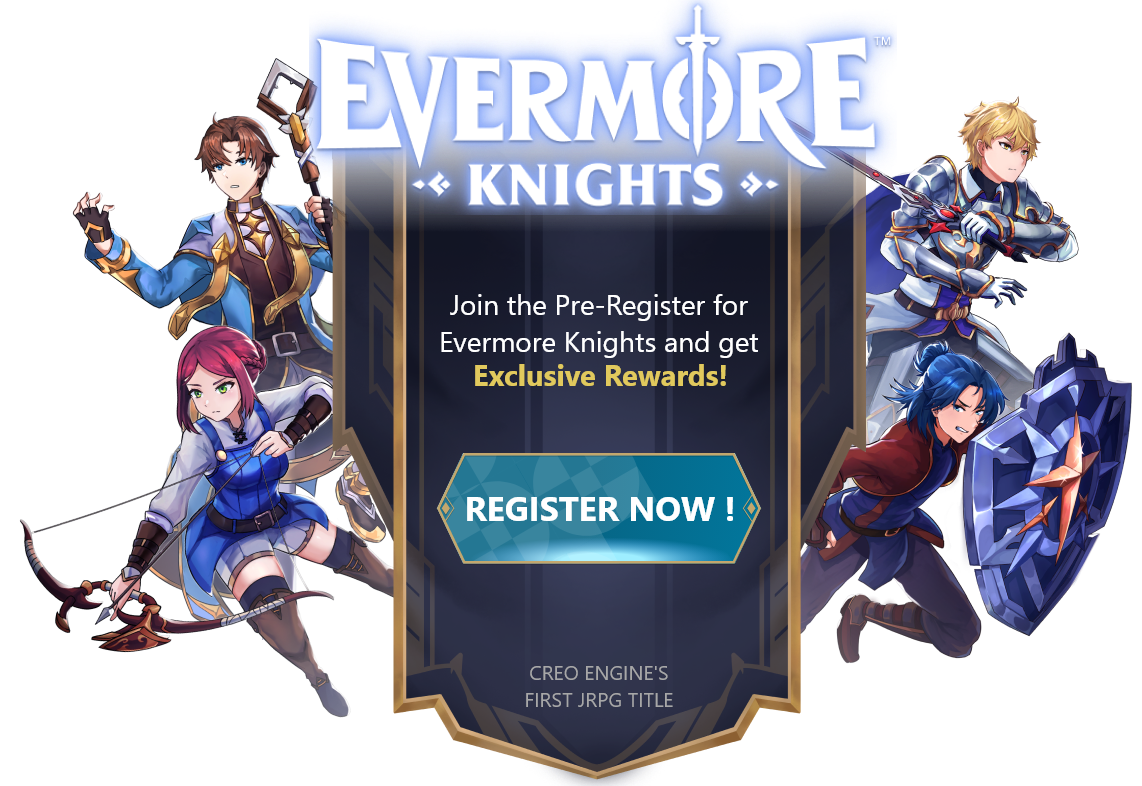 EVERMORE™
KNIGHTS
Join the Pre-Register for
Evermore Knights and get
Exclusive Rewards!
REGISTER NOW !
CREO ENGINE'S
FIRST JRPG TITLE